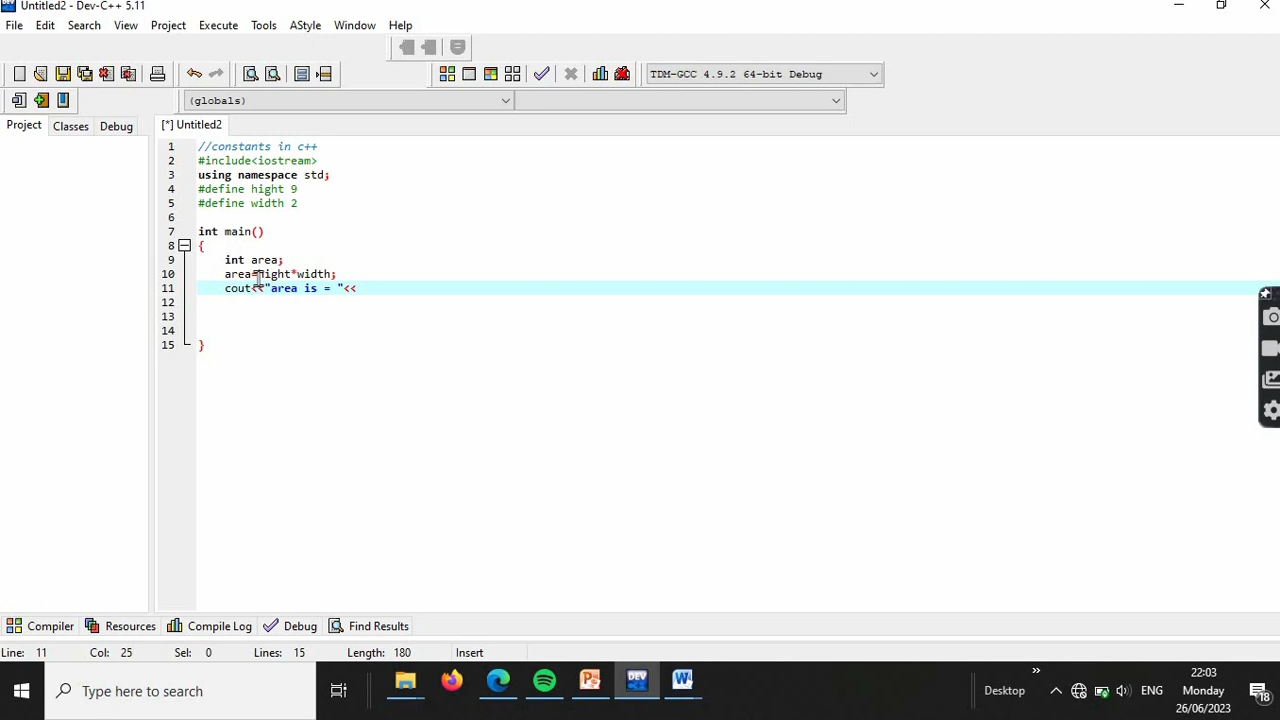 Untitled2 - Dev-C++ 5.11
File Edit Search View Project Execute Tools AStyle Window Help
TDM-GCC 4.9.2 64-bit Debug
(globals)
Project Classes Debug [*] Untitled2
1 //constants in c++
2 #include<iostream>
3 using namespace std;
4 #define hight 9
5 #define width 2
6
7 int main()
8 {
9 int area;
10 area=hight*width;
11 cout<<"area is = "<<
12
13
14
15 }
Compiler Resources Compile Log Debug Find Results
Line: 11 Col: 25 Sel: 0 Lines: 15 Length: 180 Insert
Type here to search
DEV
Desktop
ENG
22:03
Monday
26/06/2023
18